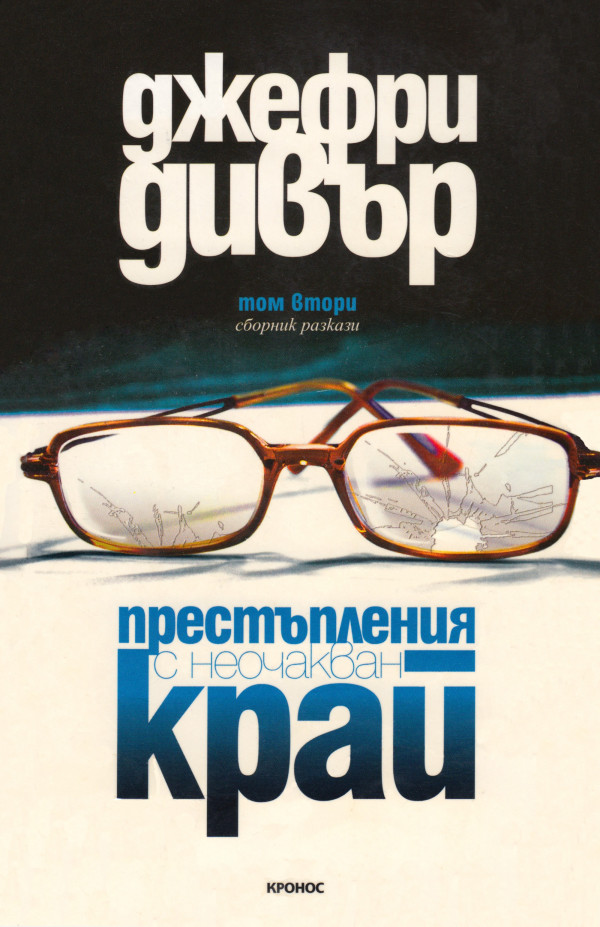 джефри
дивър
том втори
сборник разкази
престъпления
с неочакван
край
КРОНОС